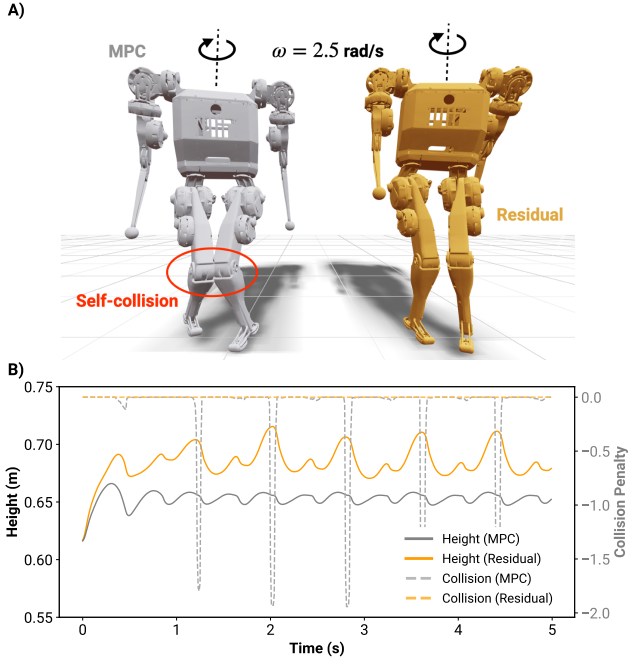 A)
MPC
ω = 2.5 rad/s
Residual
Self-collision
B)
0.75
0.70
0.65
0.60
0.55
Height (m)
0.0
−0.5
−1.0
−1.5
−2.0
Collision Penalty
Height (MPC)
Height (Residual)
Collision (MPC)
Collision (Residual)
0 1 2 3 4 5
Time (s)